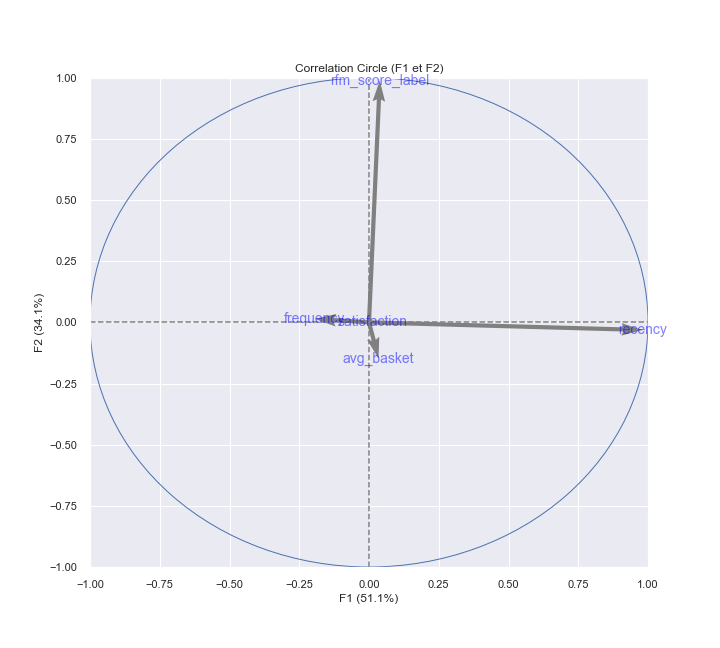 Correlation Circle (F1 et F2)
rfm_score_label
1.00
0.75
0.50
0.25
0.00
−0.25
−0.50
−0.75
−1.00
F2 (34.1%)
frequency
satisfaction
recency
avg_basket
−1.00 −0.75 −0.50 −0.25 0.00 0.25 0.50 0.75 1.00
F1 (51.1%)